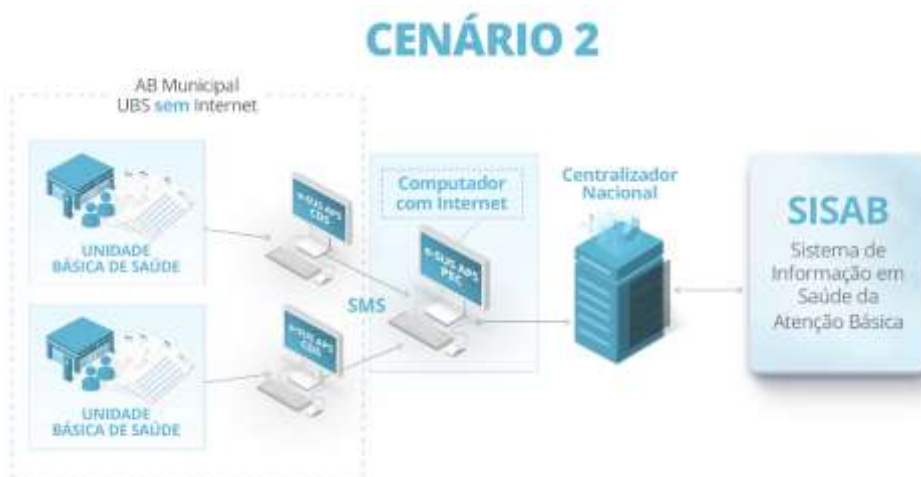 CENÁRIO 2
AB Municipal
UBS sem Internet
UNIDADE
BÁSICA DE SAÚDE
e-SUS APS
CDS
UNIDADE
BÁSICA DE SAÚDE
e-SUS APS
CDS
SMS
Computador
com Internet
e-SUS APS
PEC
Centralizador
Nacional
SISAB
Sistema de
Informação em
Saúde da
Atenção Básica